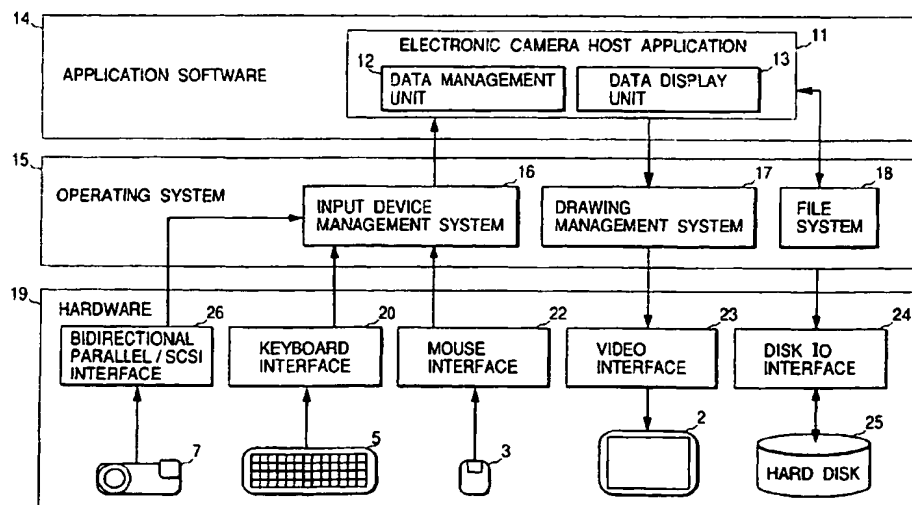 14
11
ELECTRONIC CAMERA HOST APPLICATION
12
13
APPLICATION SOFTWARE
DATA MANAGEMENT
UNIT
DATA DISPLAY
UNIT
15
16
17
18
OPERATING SYSTEM
INPUT DEVICE
MANAGEMENT SYSTEM
DRAWING
MANAGEMENT SYSTEM
FILE
SYSTEM
19
HARDWARE
26
20
22
23
24
BIDIRECTIONAL
PARALLEL/SCSI
INTERFACE
KEYBOARD
INTERFACE
MOUSE
INTERFACE
VIDEO
INTERFACE
DISK IO
INTERFACE
7
5
3
2
25
HARD DISK